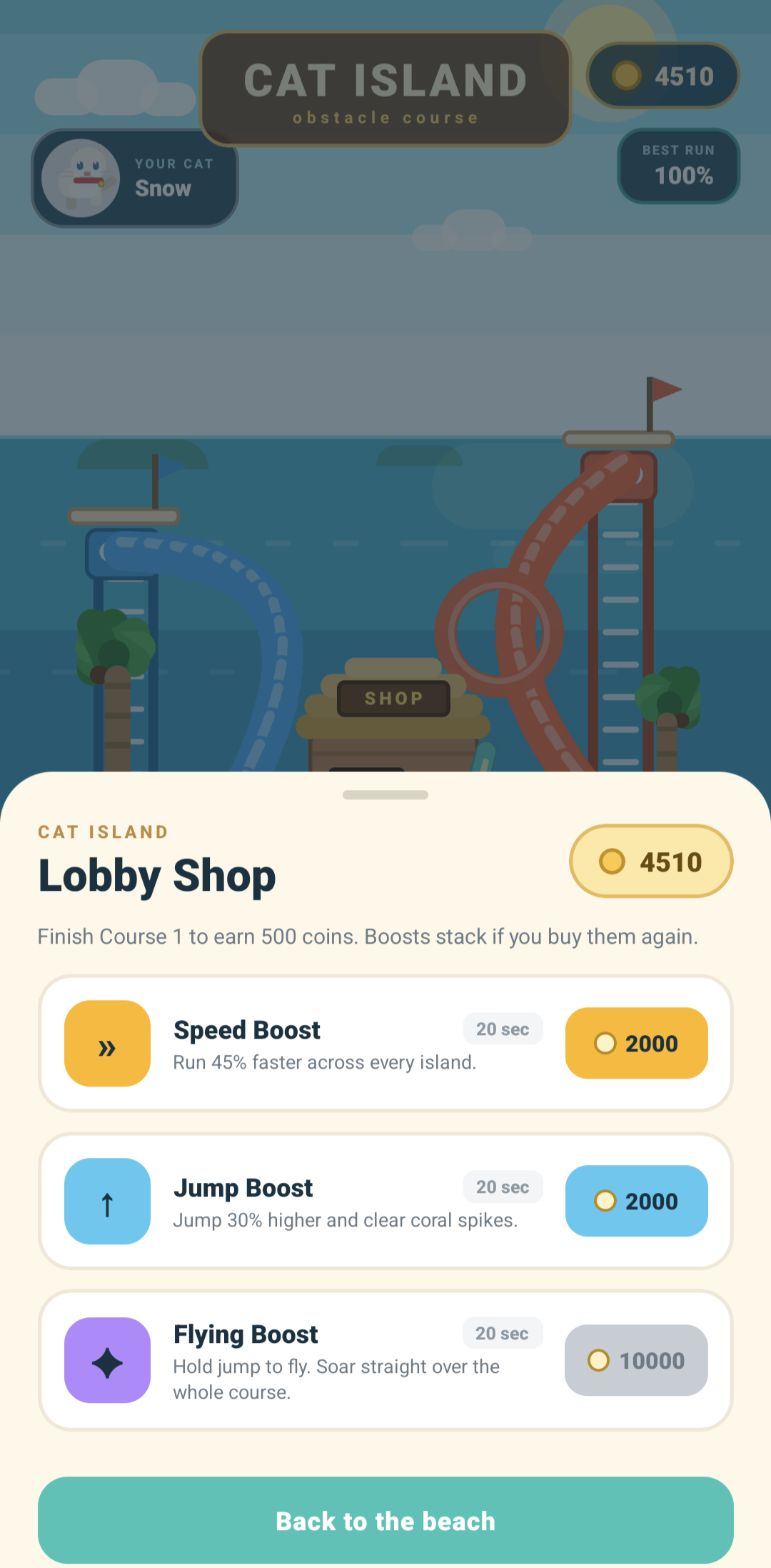 CAT ISLAND
obstacle course
4510
YOUR CAT
Snow
BEST RUN
100%
SHOP
CAT ISLAND
Lobby Shop
4510
Finish Course 1 to earn 500 coins. Boosts stack if you buy them again.
»
Speed Boost
20 sec
Run 45% faster across every island.
2000
↑
Jump Boost
20 sec
Jump 30% higher and clear coral spikes.
2000
✦
Flying Boost
20 sec
Hold jump to fly. Soar straight over the
whole course.
10000
Back to the beach